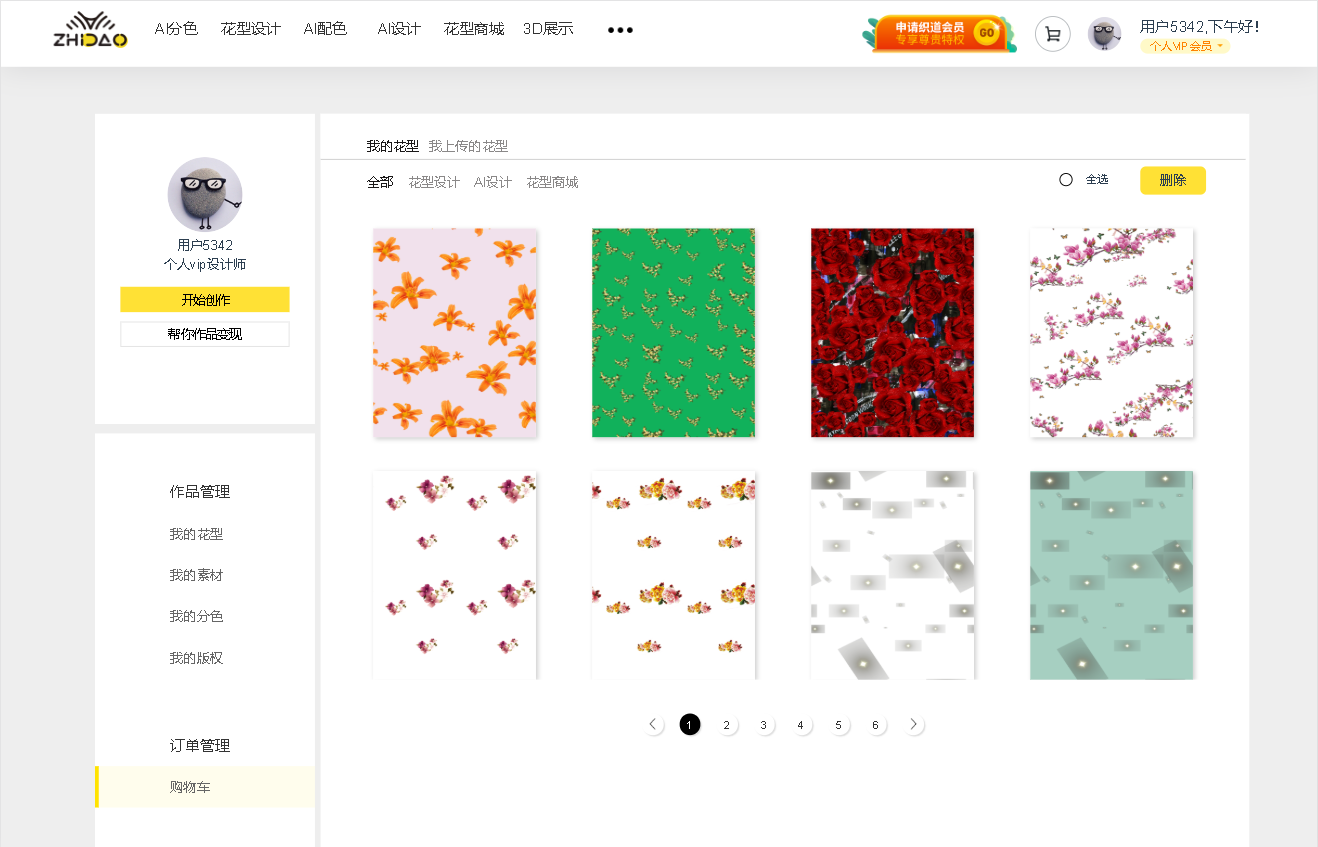 ZHIDAO
AI分色 花型设计 AI配色 AI设计 花型商城 3D展示 •••
申请织道会员
专享尊贵特权
GO
用户5342,下午好!
个人VIP会员
用户5342
个人vip设计师
开始创作
帮你作品变现
作品管理
我的花型
我的素材
我的分色
我的版权
订单管理
购物车
我的花型 我上传的花型
全部 花型设计 AI设计 花型商城
全选 删除
1 2 3 4 5 6